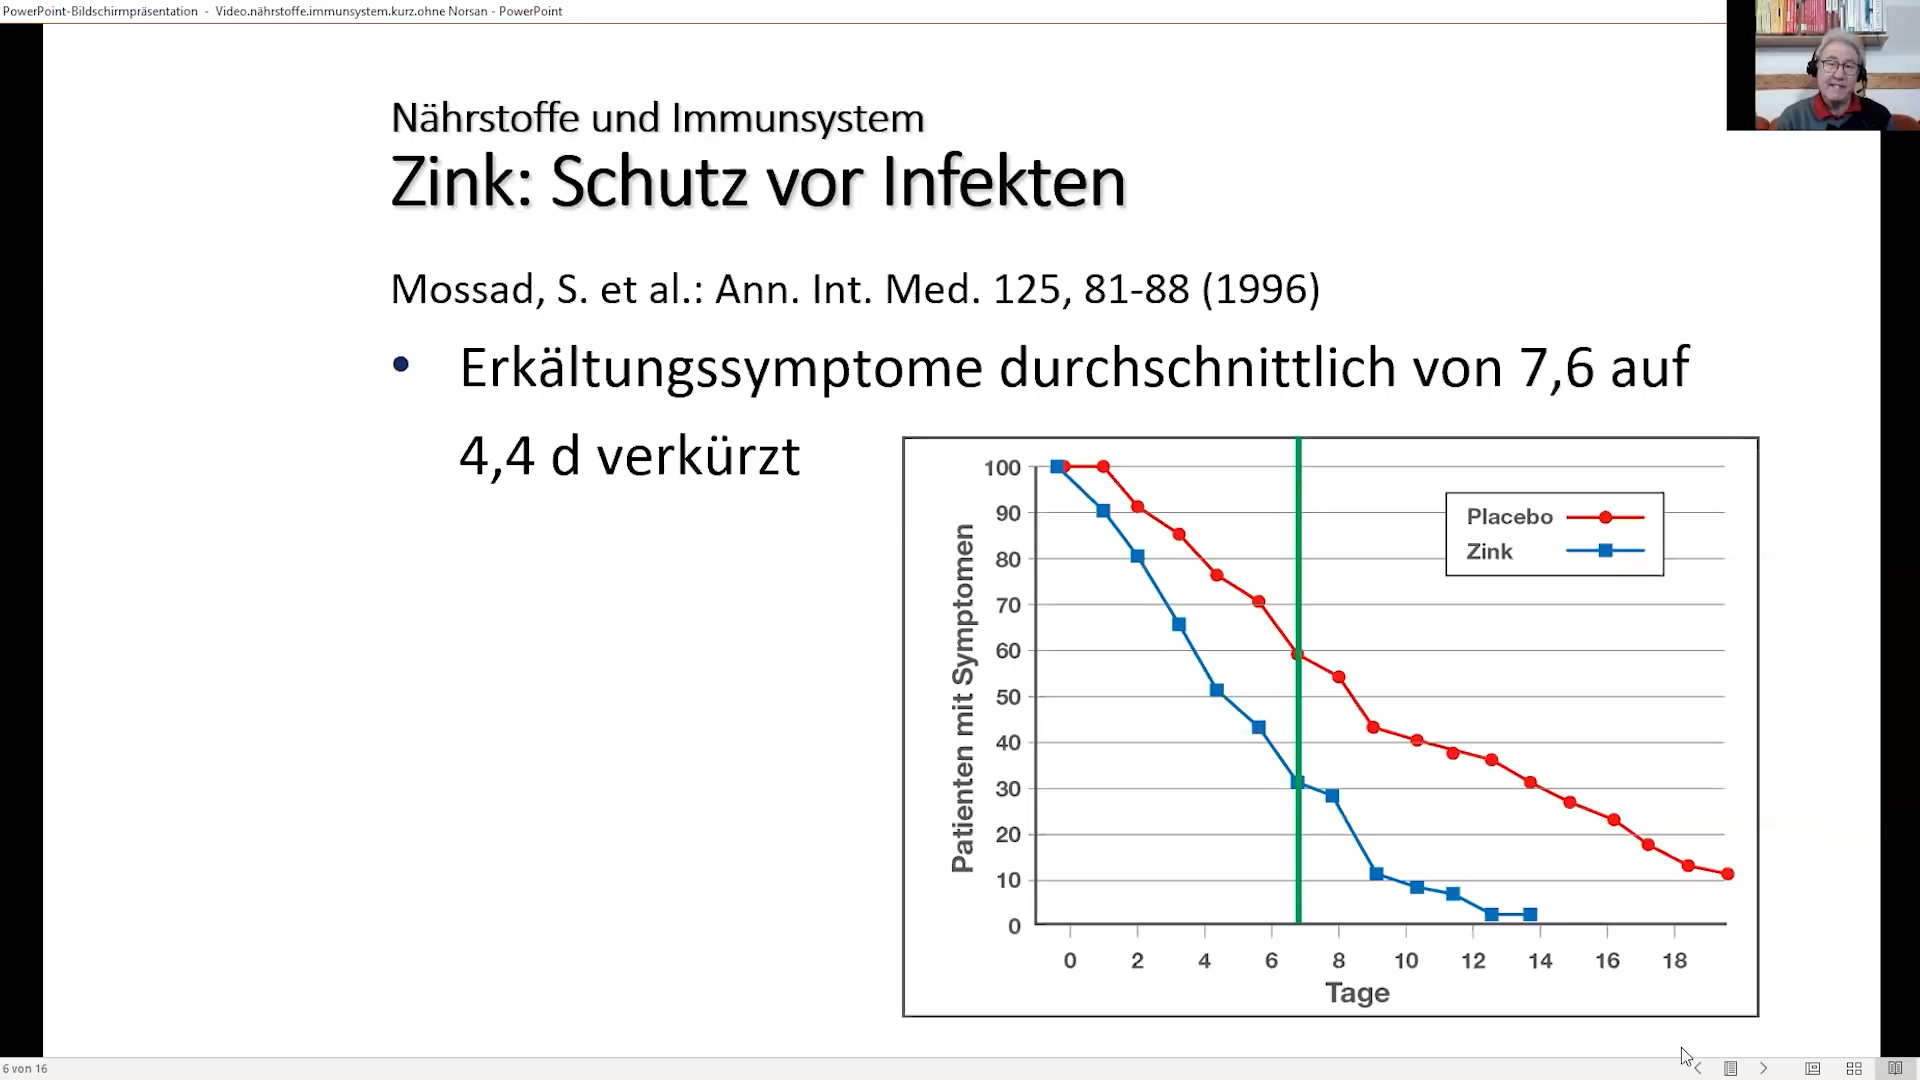 PowerPoint-Bildschirmpräsentation - Video.nährstoffe.immunsystem.kurz.ohne Norsan - PowerPoint
Nährstoffe und Immunsystem
Zink: Schutz vor Infekten
Mossad, S. et al.: Ann. Int. Med. 125, 81-88 (1996)
• Erkältungssymptome durchschnittlich von 7,6 auf
4,4 d verkürzt
Patienten mit Symptomen
100
90
80
70
60
50
40
30
20
10
0
Placebo
Zink
0 2 4 6 8 10 12 14 16 18
Tage
6 von 16